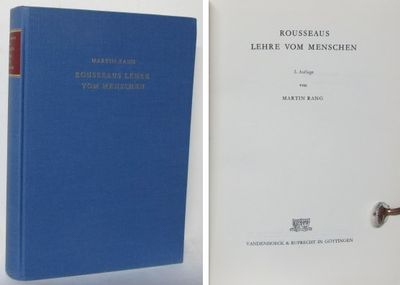 MARTIN RANG
ROUSSEAUS LEHRE
VOM MENSCHEN
ROUSSEAUS
LEHRE VOM MENSCHEN
2. Auflage
von
MARTIN RANG
VANDENHOECK & RUPRECHT IN GÖTTINGEN